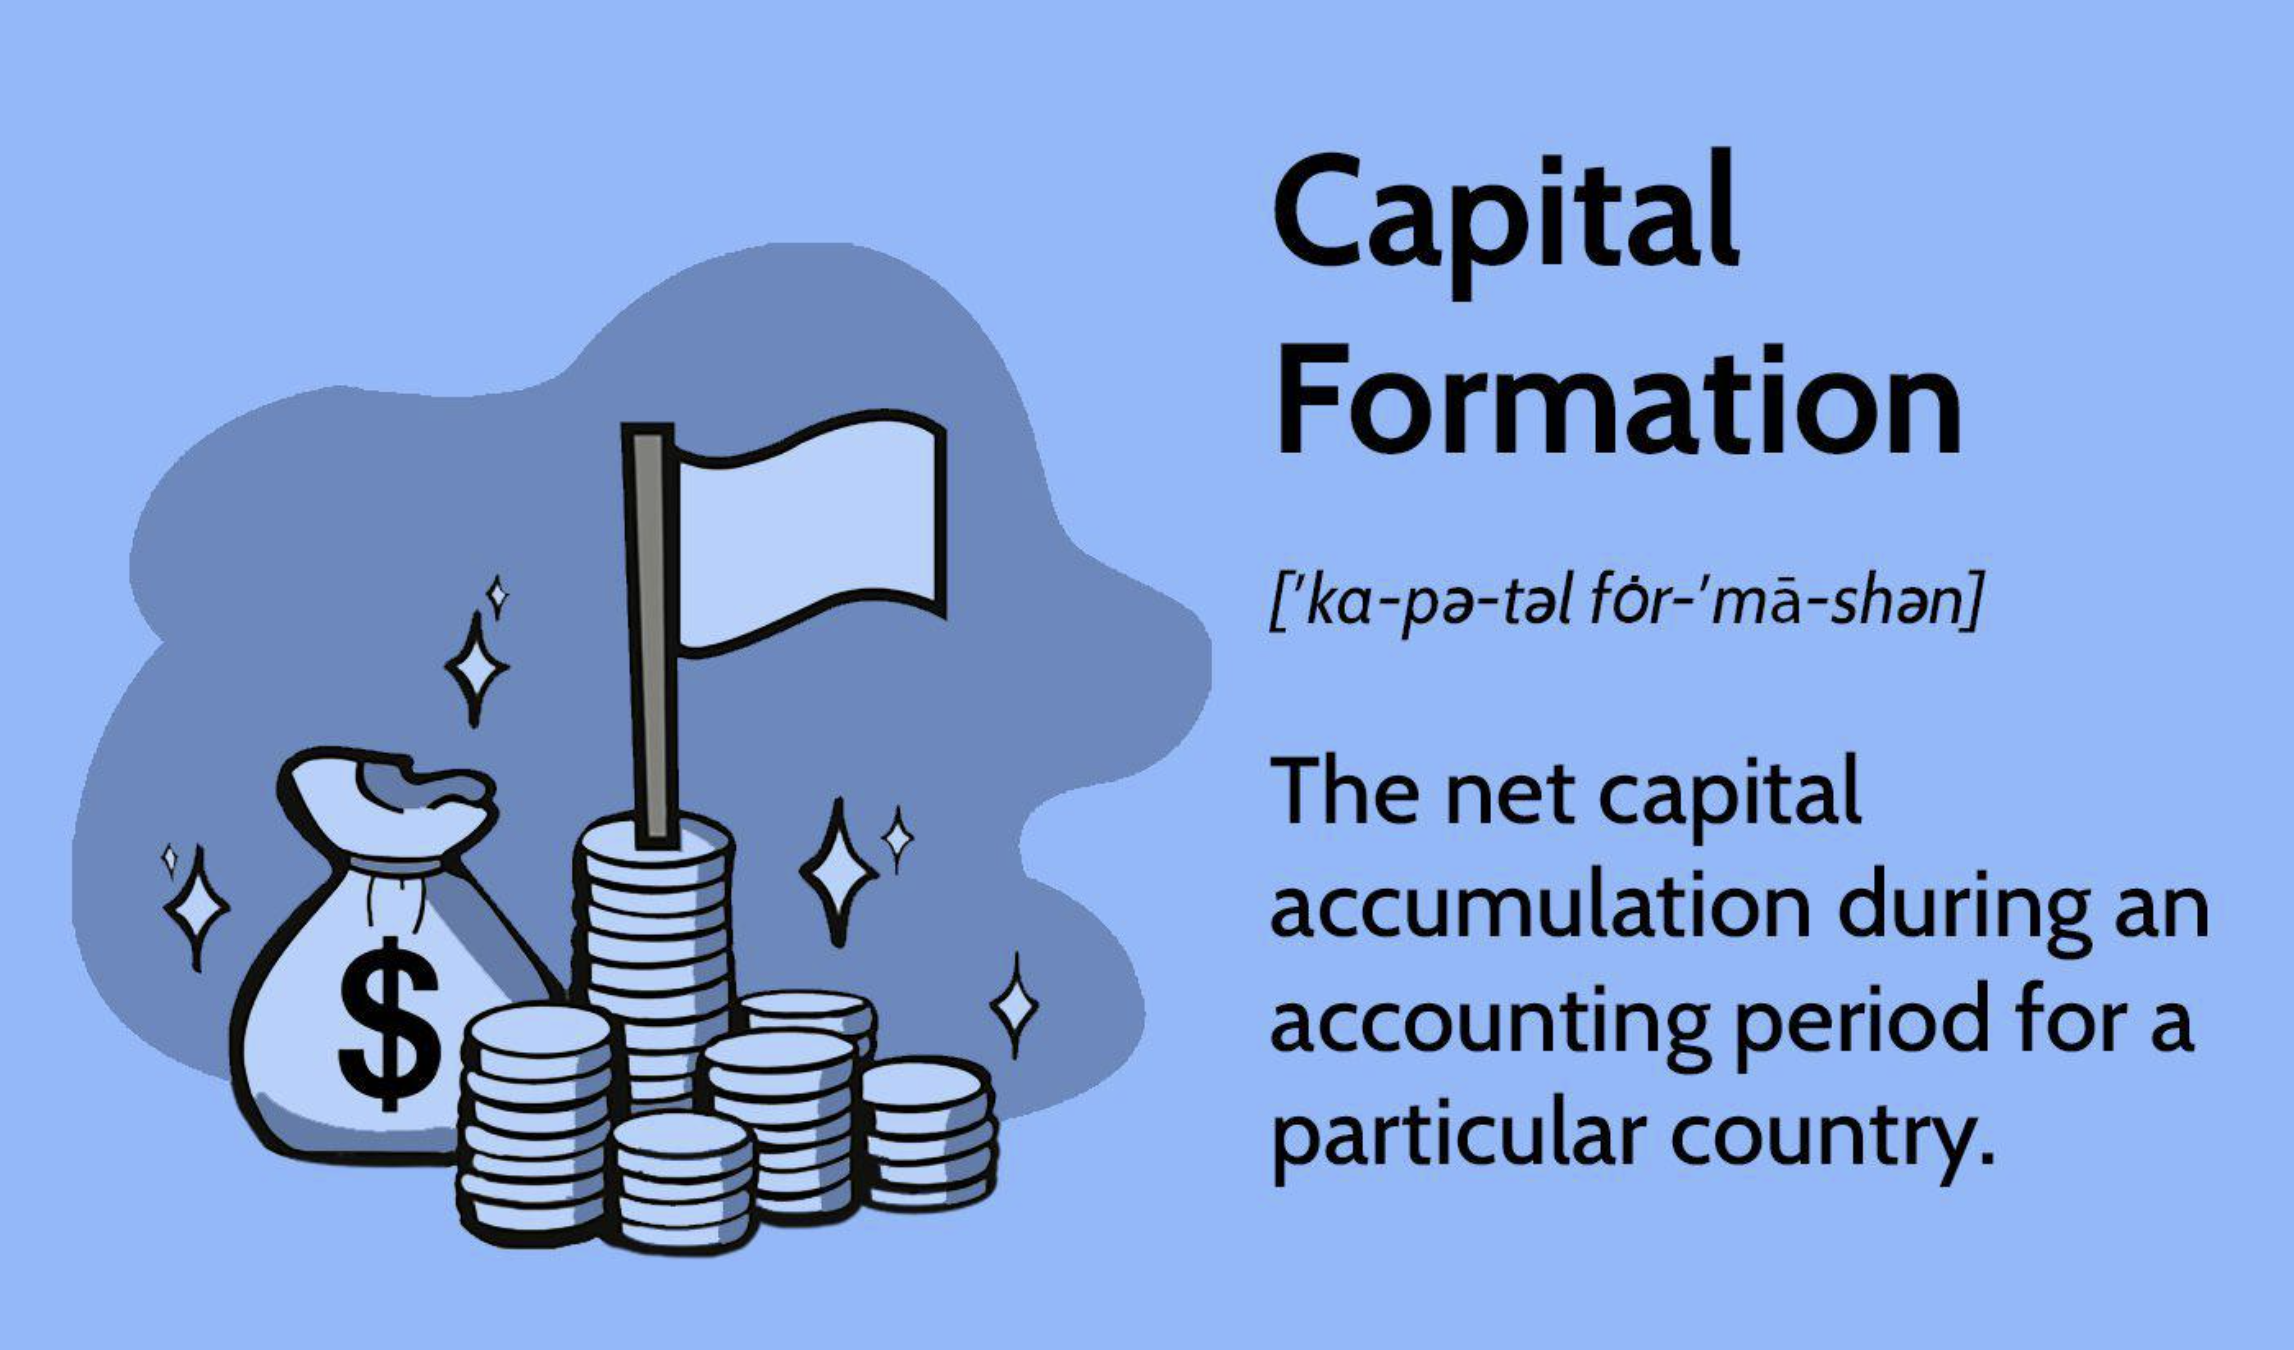 Capital
Formation
['ka-pə-təl fȯr-'mā-shən]
The net capital
accumulation during an
accounting period for a
particular country.
$